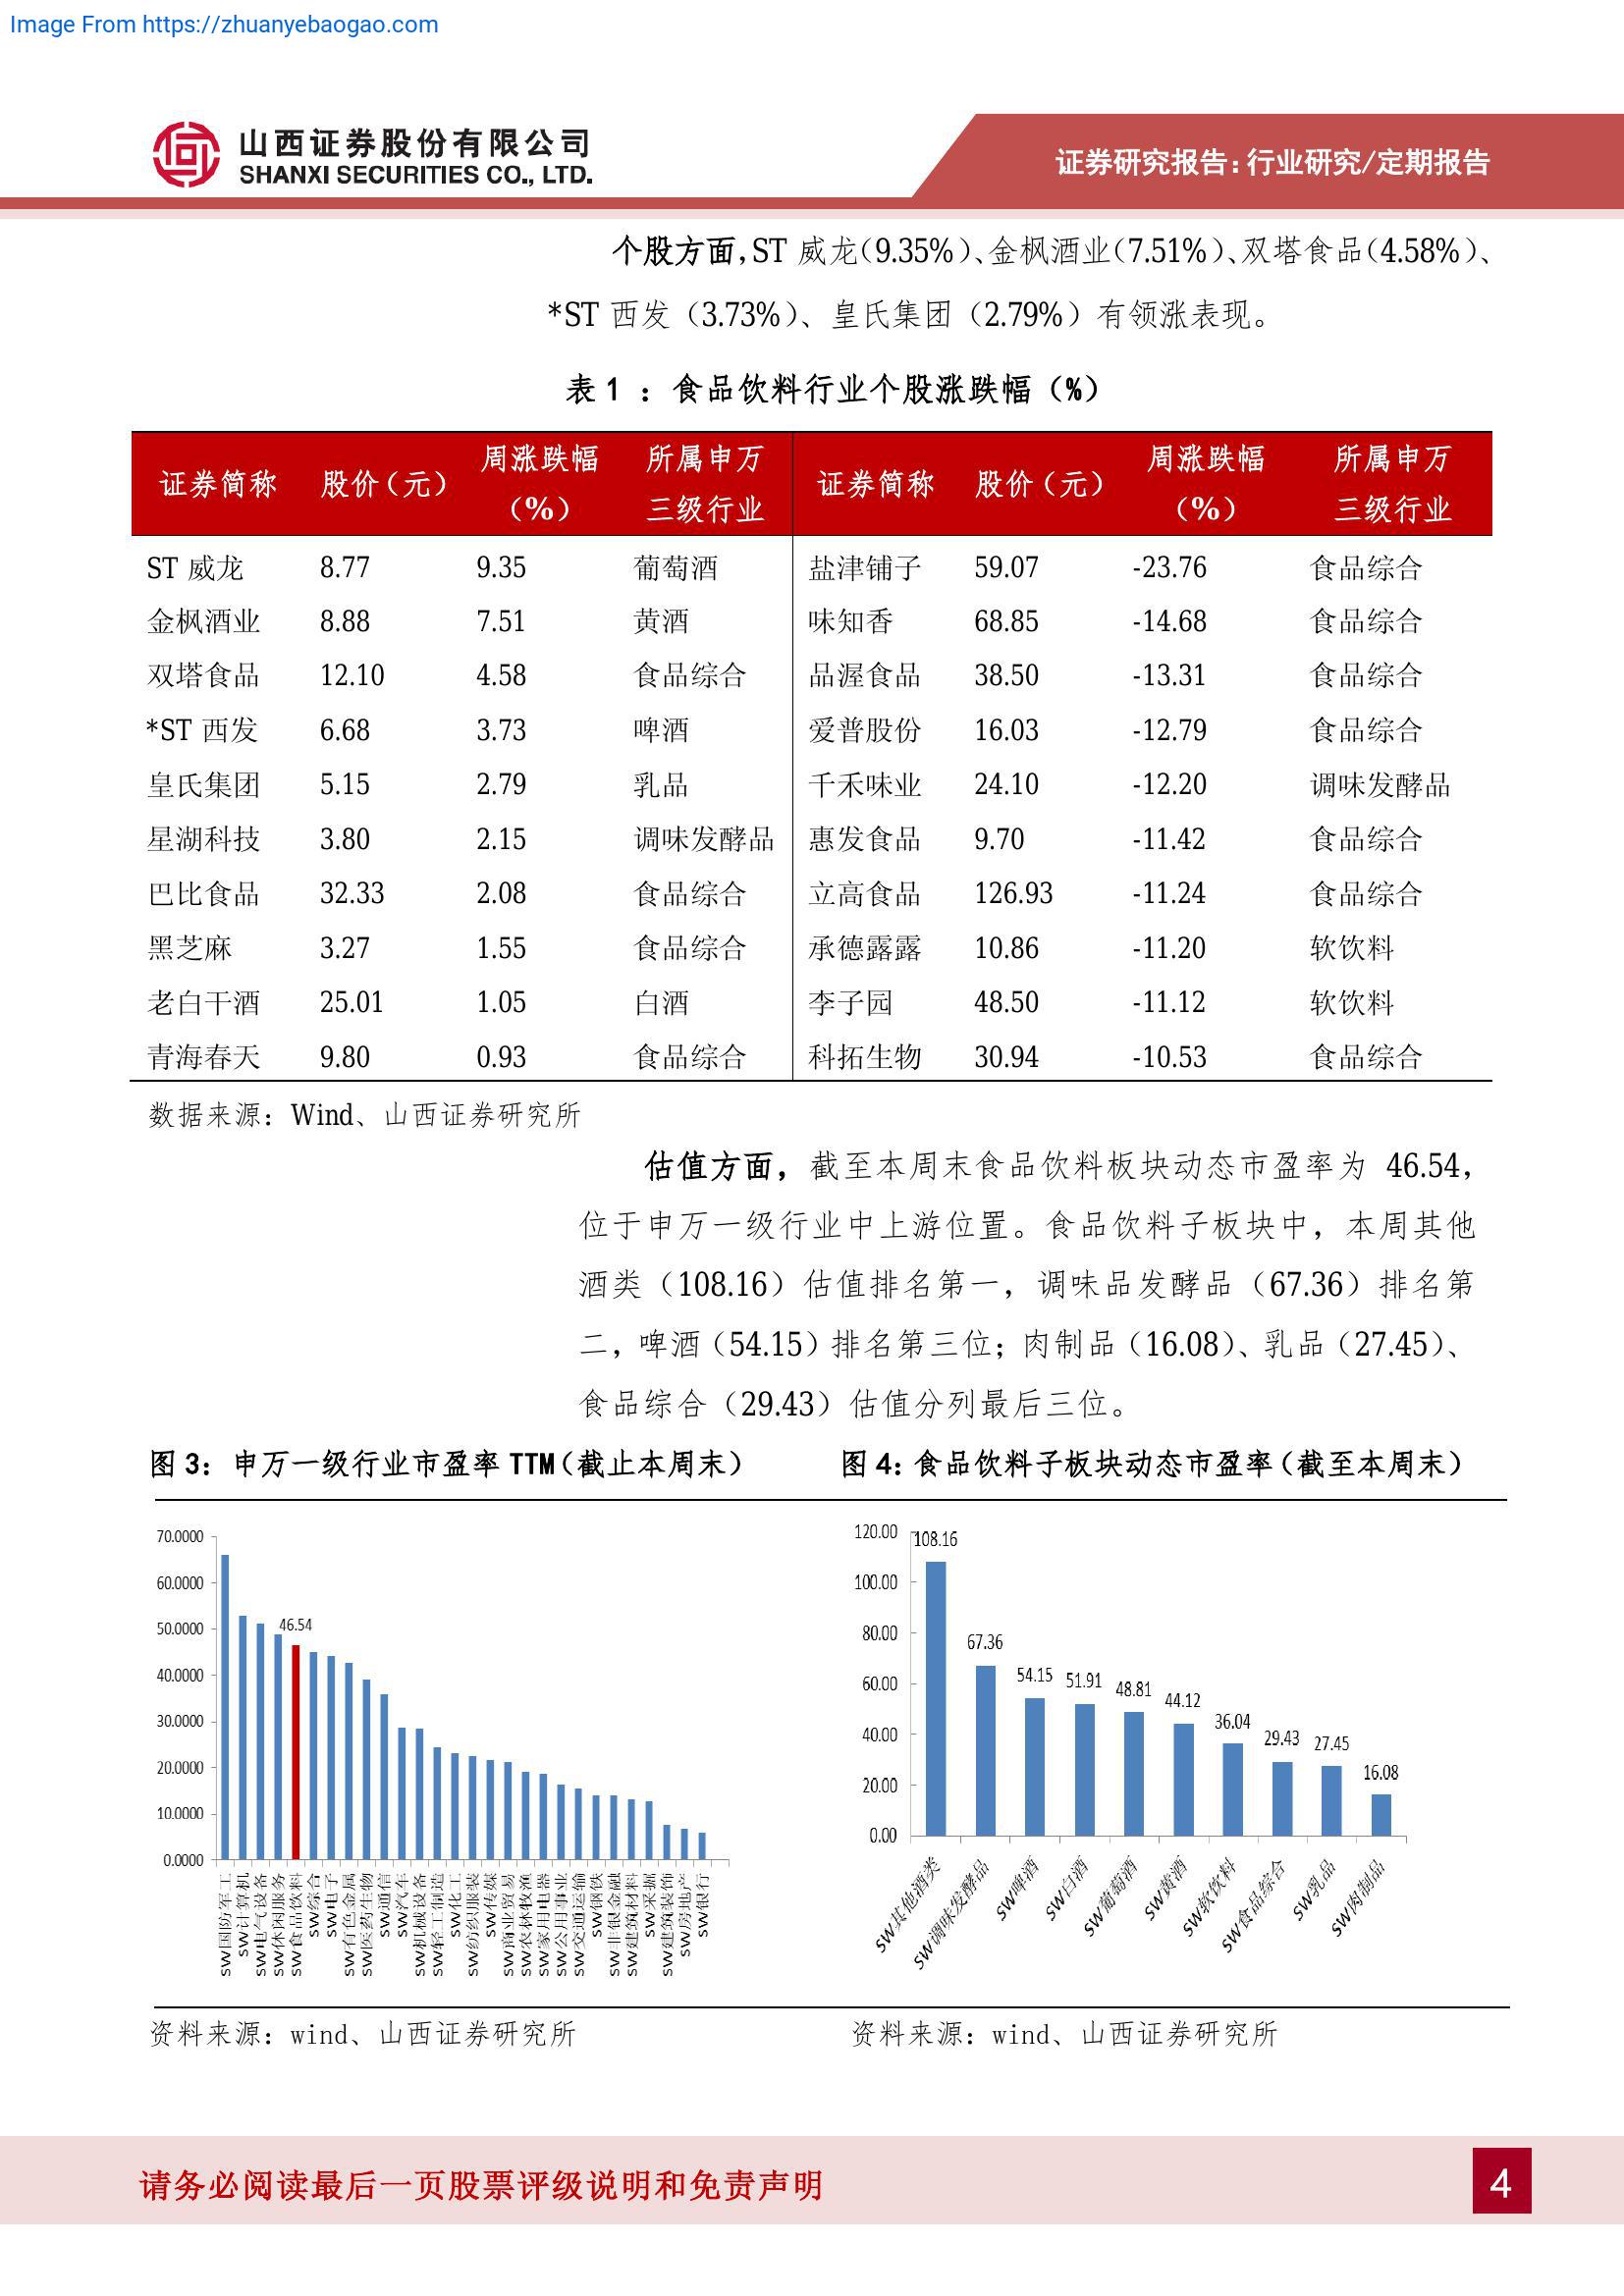 Image From https://zhuanyebaogao.com
山西证券股份有限公司
SHANXI SECURITIES CO., LTD.
证券研究报告:行业研究/定期报告
个股方面,ST 威龙(9.35%)、金枫酒业(7.51%)、双塔食品(4.58%)、
*ST 西发(3.73%)、皇氏集团(2.79%)有领涨表现。
表 1 :食品饮料行业个股涨跌幅(%)
证券简称 股价(元) 周涨跌幅(%) 所属申万三级行业 证券简称 股价(元) 周涨跌幅(%) 所属申万三级行业
ST 威龙 8.77 9.35 葡萄酒 盐津铺子 59.07 -23.76 食品综合
金枫酒业 8.88 7.51 黄酒 味知香 68.85 -14.68 食品综合
双塔食品 12.10 4.58 食品综合 品渥食品 38.50 -13.31 食品综合
*ST 西发 6.68 3.73 啤酒 爱普股份 16.03 -12.79 食品综合
皇氏集团 5.15 2.79 乳品 千禾味业 24.10 -12.20 调味发酵品
星湖科技 3.80 2.15 调味发酵品 惠发食品 9.70 -11.42 食品综合
巴比食品 32.33 2.08 食品综合 立高食品 126.93 -11.24 食品综合
黑芝麻 3.27 1.55 食品综合 承德露露 10.86 -11.20 软饮料
老白干酒 25.01 1.05 白酒 李子园 48.50 -11.12 软饮料
青海春天 9.80 0.93 食品综合 科拓生物 30.94 -10.53 食品综合
数据来源:Wind、山西证券研究所
估值方面,截至本周末食品饮料板块动态市盈率为 46.54,
位于申万一级行业中上游位置。食品饮料子板块中,本周其他
酒类(108.16)估值排名第一,调味品发酵品(67.36)排名第
二,啤酒(54.15)排名第三位;肉制品(16.08)、乳品(27.45)、
食品综合(29.43)估值分列最后三位。
图 3:申万一级行业市盈率 TTM(截止本周末)
70.0000
60.0000
50.0000
40.0000
30.0000
20.0000
10.0000
0.0000
46.54
SW国防军工
SW计算机
SW电气设备
SW休闲服务
SW食品饮料
SW综合
SW电子
SW有色金属
SW医药生物
SW通信
SW汽车
SW机械设备
SW轻工制造
SW化工
SW纺织服装
SW传媒
SW商业贸易
SW农林牧渔
SW家用电器
SW公用事业
SW交通运输
SW钢铁
SW非银金融
SW建筑材料
SW采掘
SW建筑装饰
SW房地产
SW银行
图 4:食品饮料子板块动态市盈率(截至本周末)
120.00
100.00
80.00
60.00
40.00
20.00
0.00
108.16
67.36
54.15
51.91
48.81
44.12
36.04
29.43
27.45
16.08
SW其他酒类
SW调味发酵品
SW啤酒
SW白酒
SW葡萄酒
SW黄酒
SW软饮料
SW食品综合
SW乳品
SW肉制品
资料来源:wind、山西证券研究所
资料来源:wind、山西证券研究所
请务必阅读最后一页股票评级说明和免责声明
4